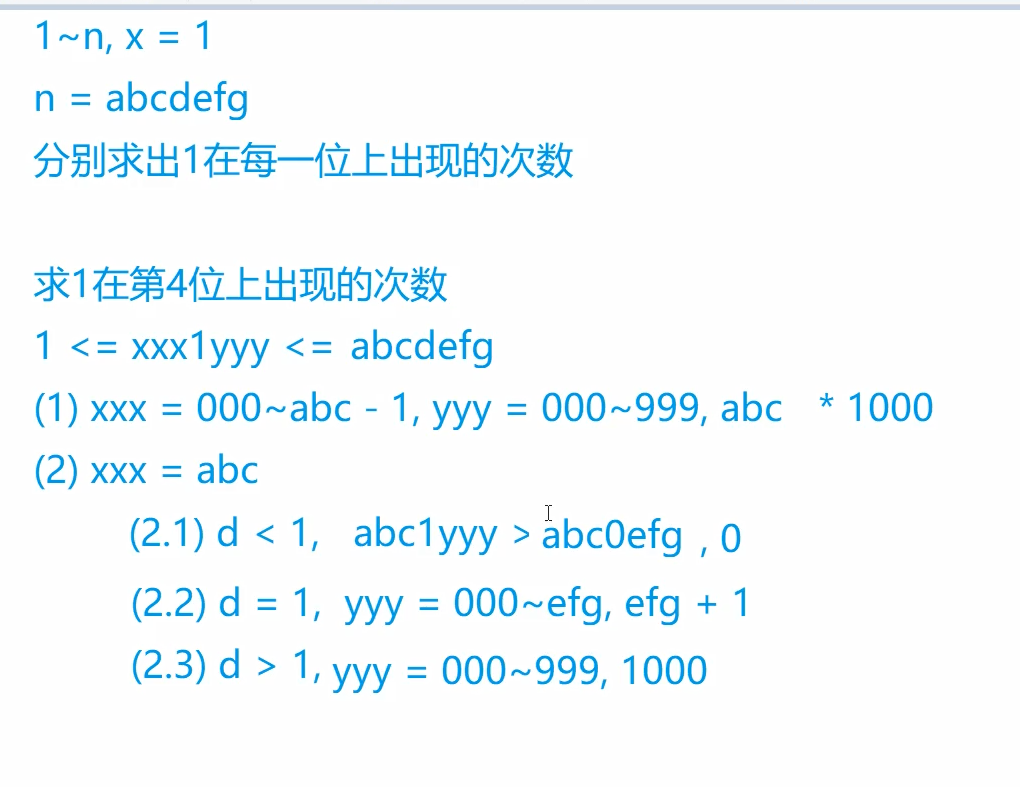 1~n, x = 1
n = abcdefg
分别求出1在每一位上出现的次数
求1在第4位上出现的次数
1 <= xxx1yyy <= abcdefg
(1) xxx = 000~abc - 1, yyy = 000~999, abc * 1000
(2) xxx = abc
(2.1) d < 1, abc1yyy > abc0efg , 0
(2.2) d = 1, yyy = 000~efg, efg + 1
(2.3) d > 1, yyy = 000~999, 1000